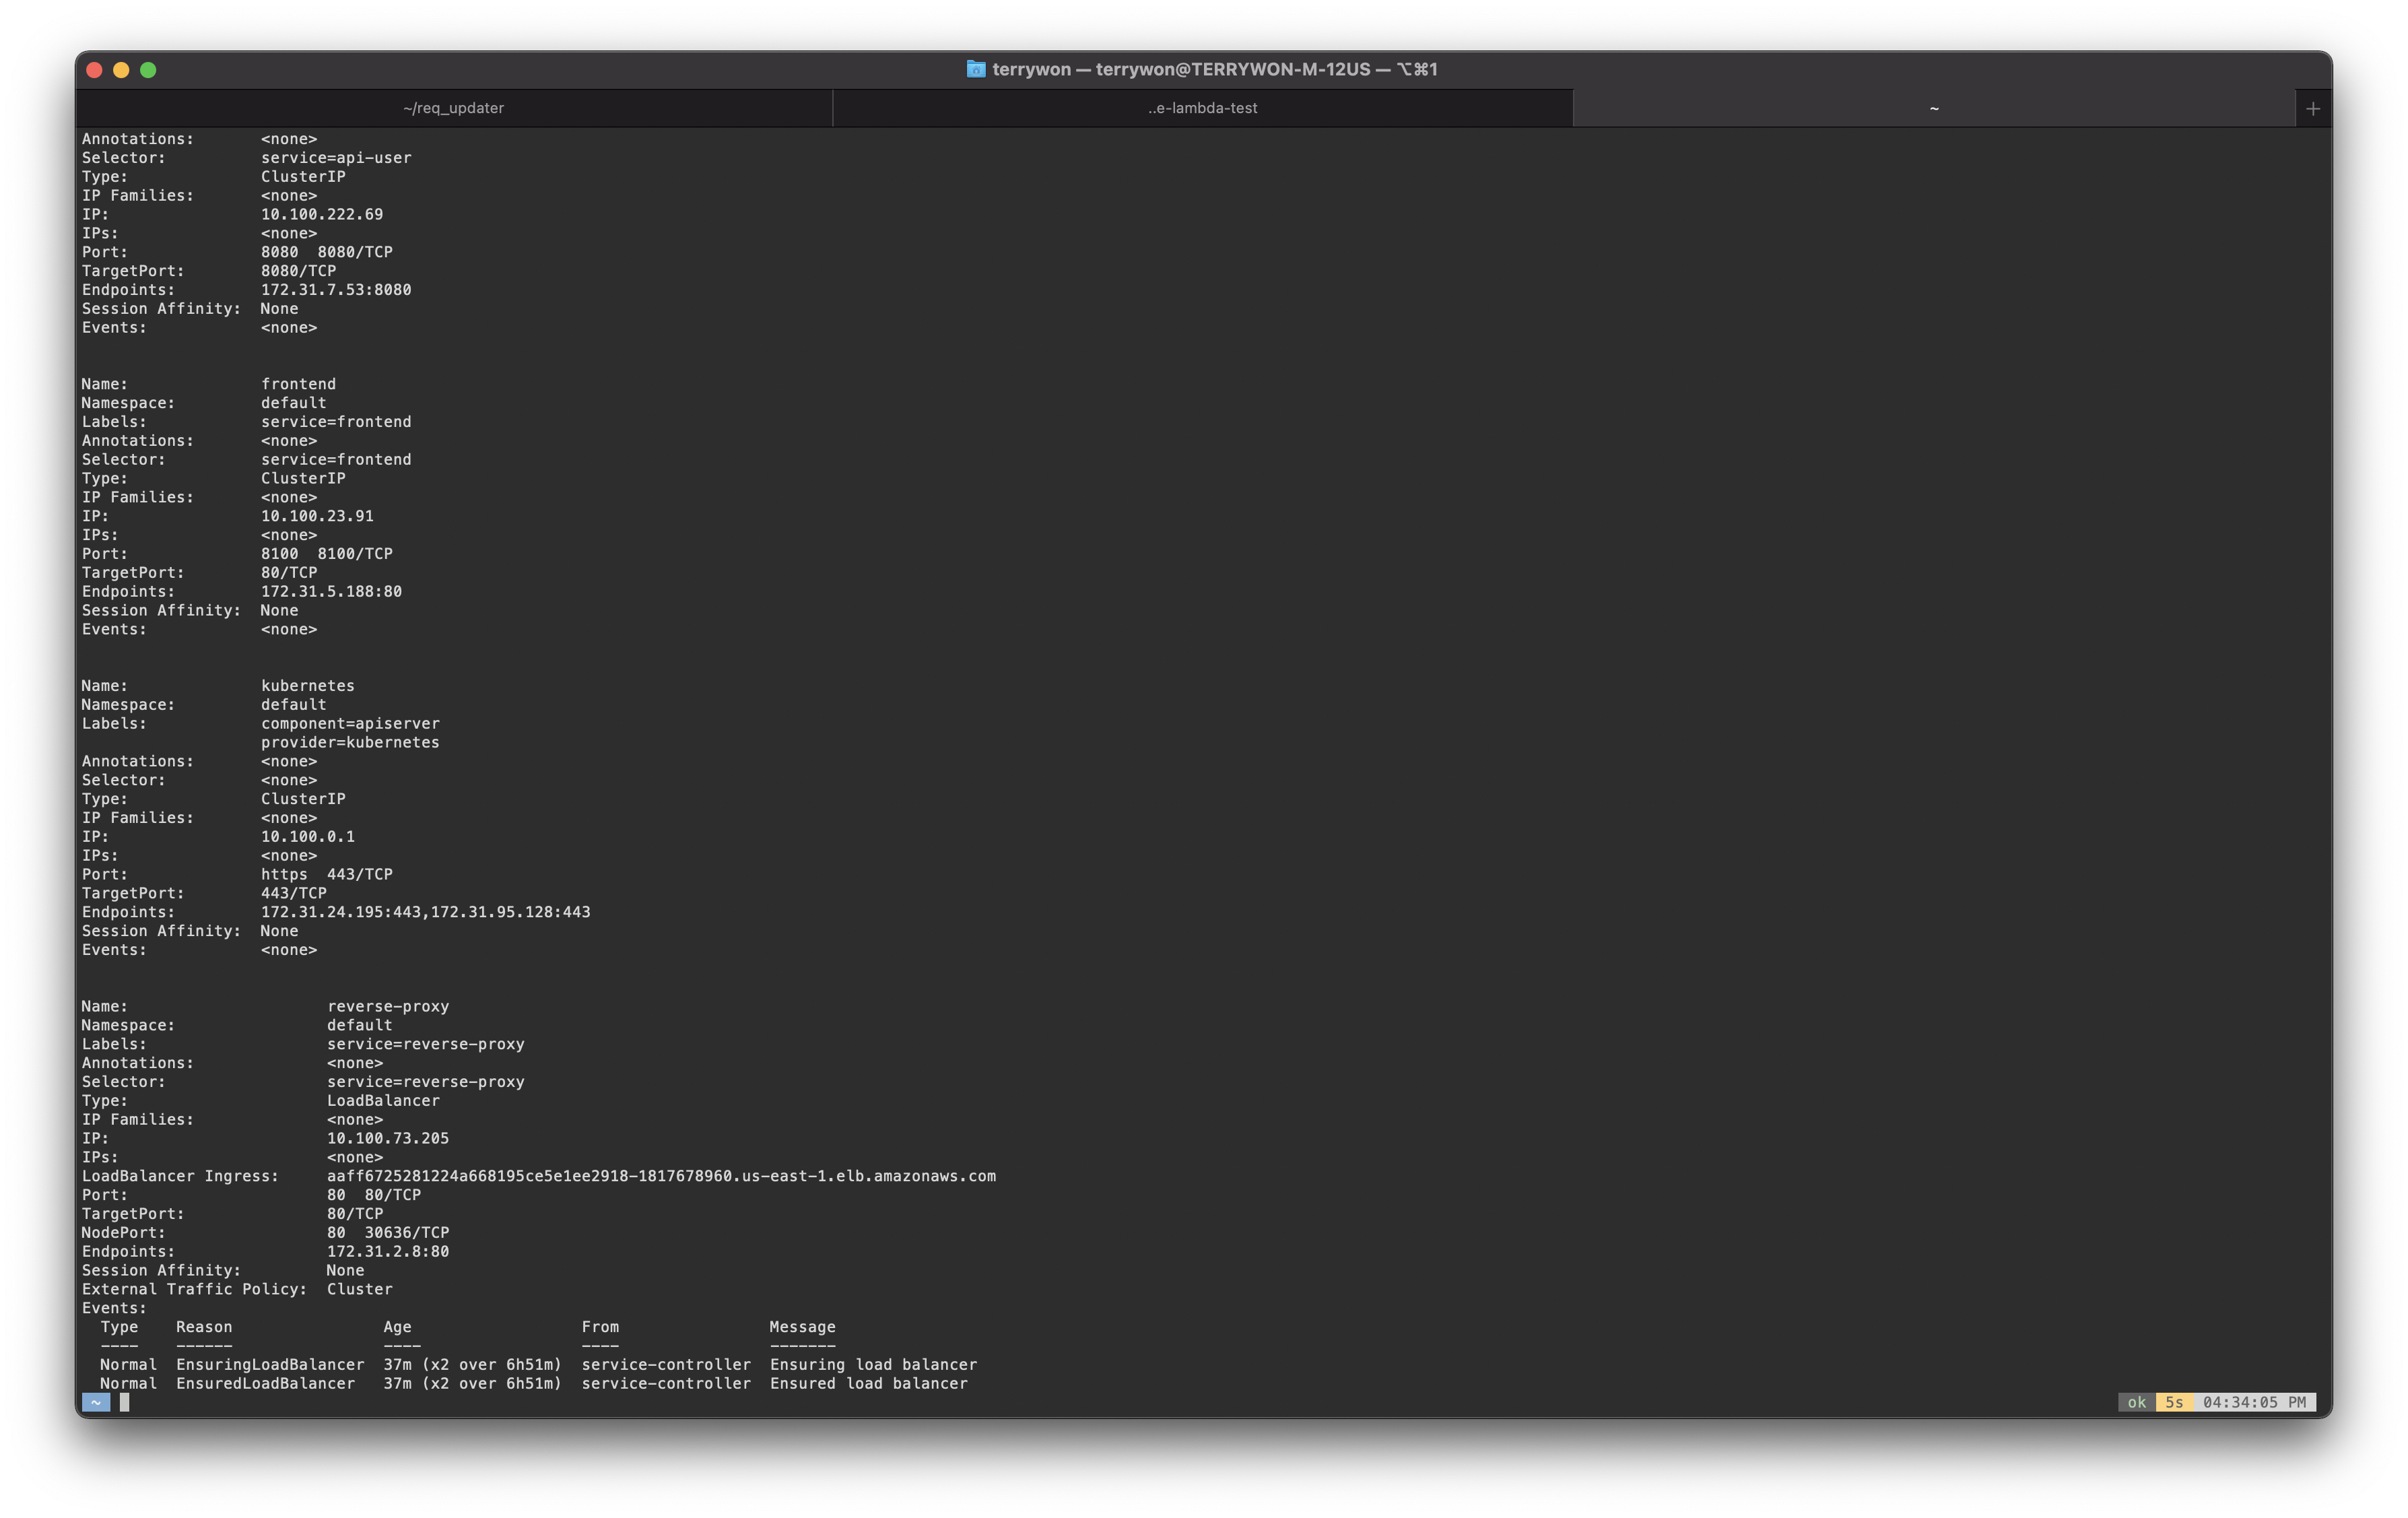 terrywon — terrywon@TERRYWON-M-12US — ⌥⌘1
~/req_updater ..e-lambda-test ~ +
Annotations:       <none>
Selector:          service=api-user
Type:              ClusterIP
IP Families:       <none>
IP:                10.100.222.69
IPs:               <none>
Port:              8080  8080/TCP
TargetPort:        8080/TCP
Endpoints:         172.31.7.53:8080
Session Affinity:  None
Events:            <none>
Name:              frontend
Namespace:         default
Labels:            service=frontend
Annotations:       <none>
Selector:          service=frontend
Type:              ClusterIP
IP Families:       <none>
IP:                10.100.23.91
IPs:               <none>
Port:              8100  8100/TCP
TargetPort:        80/TCP
Endpoints:         172.31.5.188:80
Session Affinity:  None
Events:            <none>
Name:              kubernetes
Namespace:         default
Labels:            component=apiserver
                   provider=kubernetes
Annotations:       <none>
Selector:          <none>
Type:              ClusterIP
IP Families:       <none>
IP:                10.100.0.1
IPs:               <none>
Port:              https  443/TCP
TargetPort:        443/TCP
Endpoints:         172.31.24.195:443,172.31.95.128:443
Session Affinity:  None
Events:            <none>
Name:                     reverse-proxy
Namespace:                default
Labels:                   service=reverse-proxy
Annotations:              <none>
Selector:                 service=reverse-proxy
Type:                     LoadBalancer
IP Families:              <none>
IP:                       10.100.73.205
IPs:                      <none>
LoadBalancer Ingress:     aaff6725281224a668195ce5e1ee2918-1817678960.us-east-1.elb.amazonaws.com
Port:                     80  80/TCP
TargetPort:               80/TCP
NodePort:                 80  30636/TCP
Endpoints:                172.31.2.8:80
Session Affinity:         None
External Traffic Policy:  Cluster
Events:
  Type    Reason                Age                  From                Message
  ----    ------                ----                 ----                -------
  Normal  EnsuringLoadBalancer  37m (x2 over 6h51m)  service-controller  Ensuring load balancer
  Normal  EnsuredLoadBalancer   37m (x2 over 6h51m)  service-controller  Ensured load balancer
~ ok 5s 04:34:05 PM